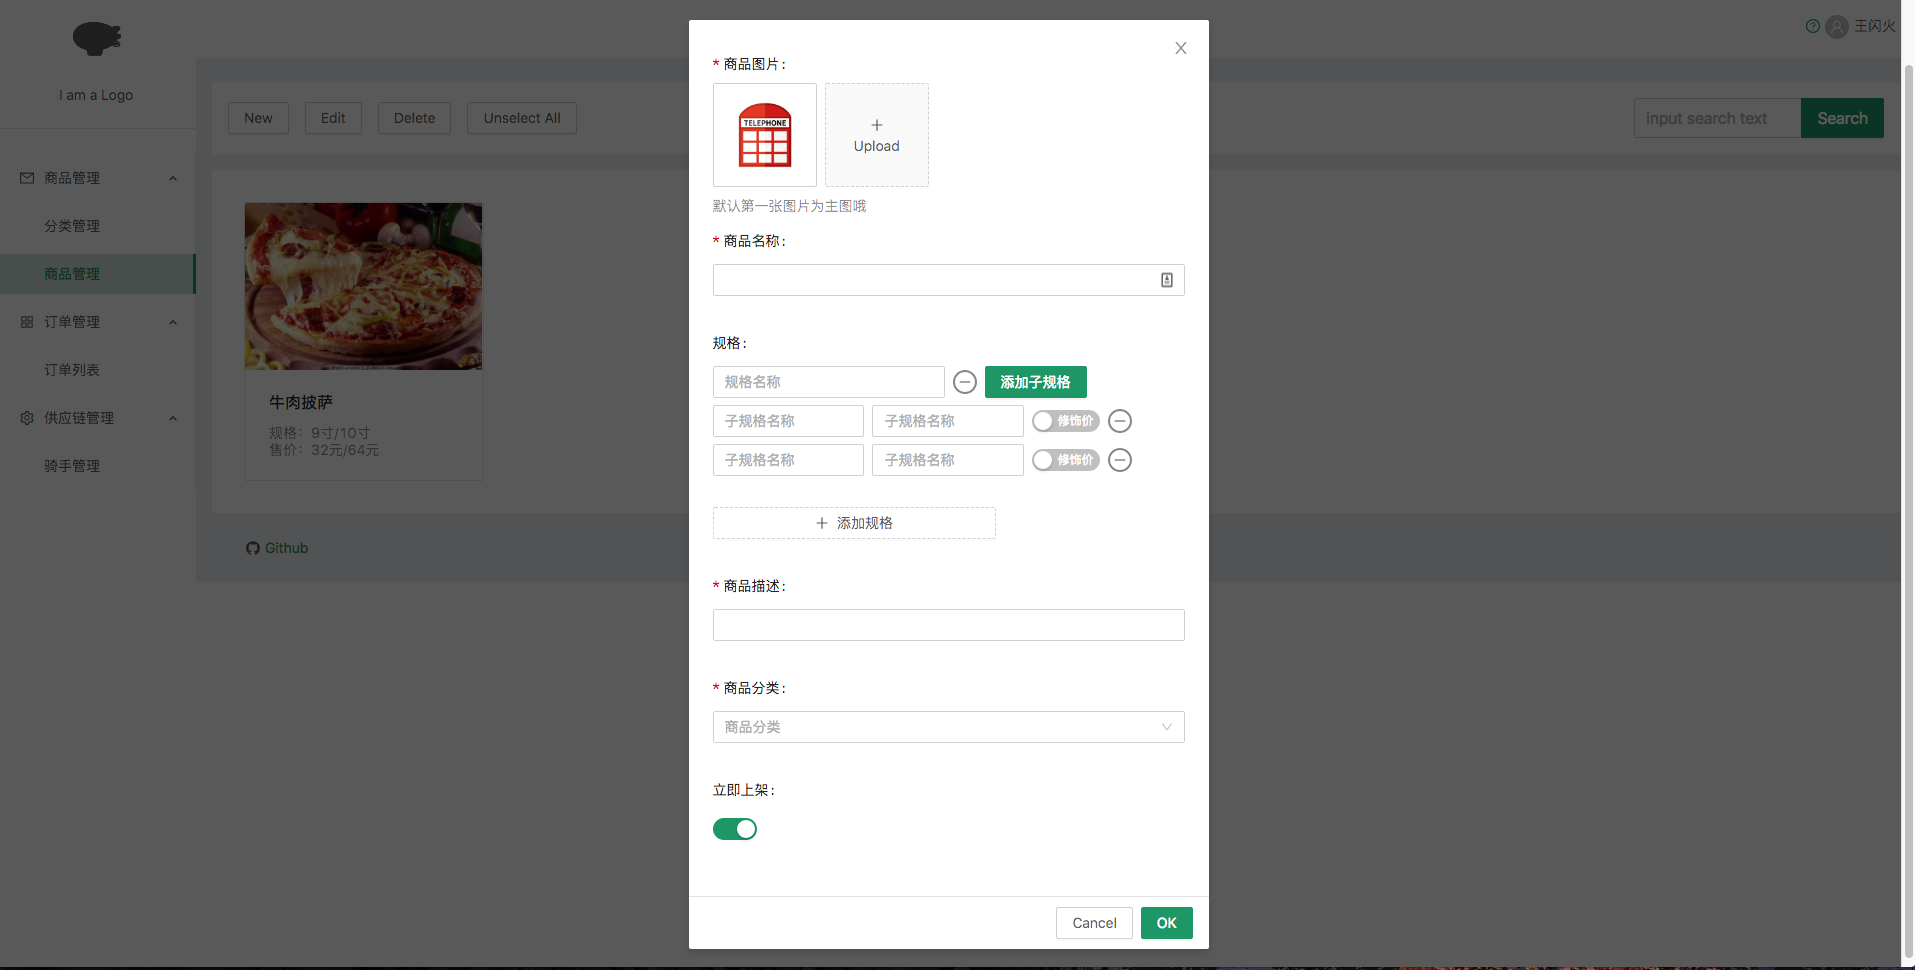 王闪火
I am a Logo
New
Edit
Delete
Unselect All
input search text
Search
商品管理
分类管理
商品管理
订单管理
订单列表
供应链管理
骑手管理
牛肉披萨
规格：9寸/10寸
售价：32元/64元
Github
* 商品图片:
TELEPHONE
+
Upload
默认第一张图片为主图哦
* 商品名称:
规格:
规格名称
添加子规格
子规格名称
子规格名称
修饰价
子规格名称
子规格名称
修饰价
+ 添加规格
* 商品描述:
* 商品分类:
商品分类
立即上架:
Cancel
OK